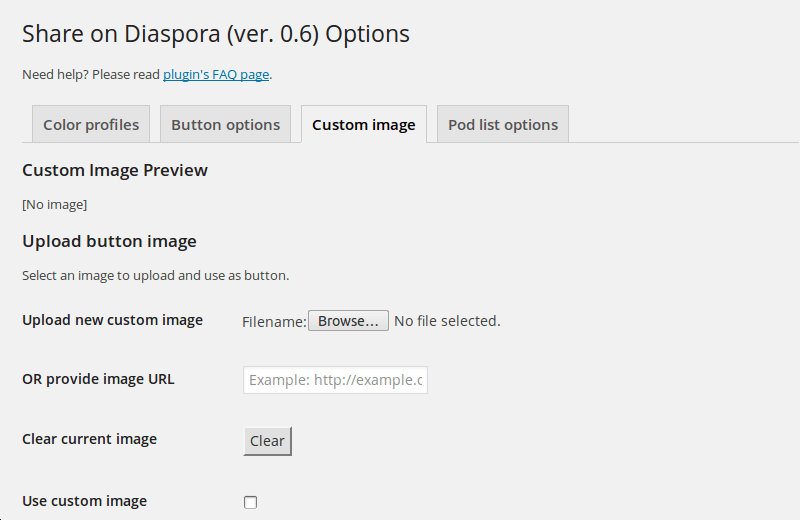 Share on Diaspora (ver. 0.6) Options
Need help? Please read plugin's FAQ page.
Color profiles Button options Custom image Pod list options
Custom Image Preview
[No image]
Upload button image
Select an image to upload and use as button.
Upload new custom image Filename: Browse... No file selected.
OR provide image URL Example: http://example.c
Clear current image Clear
Use custom image